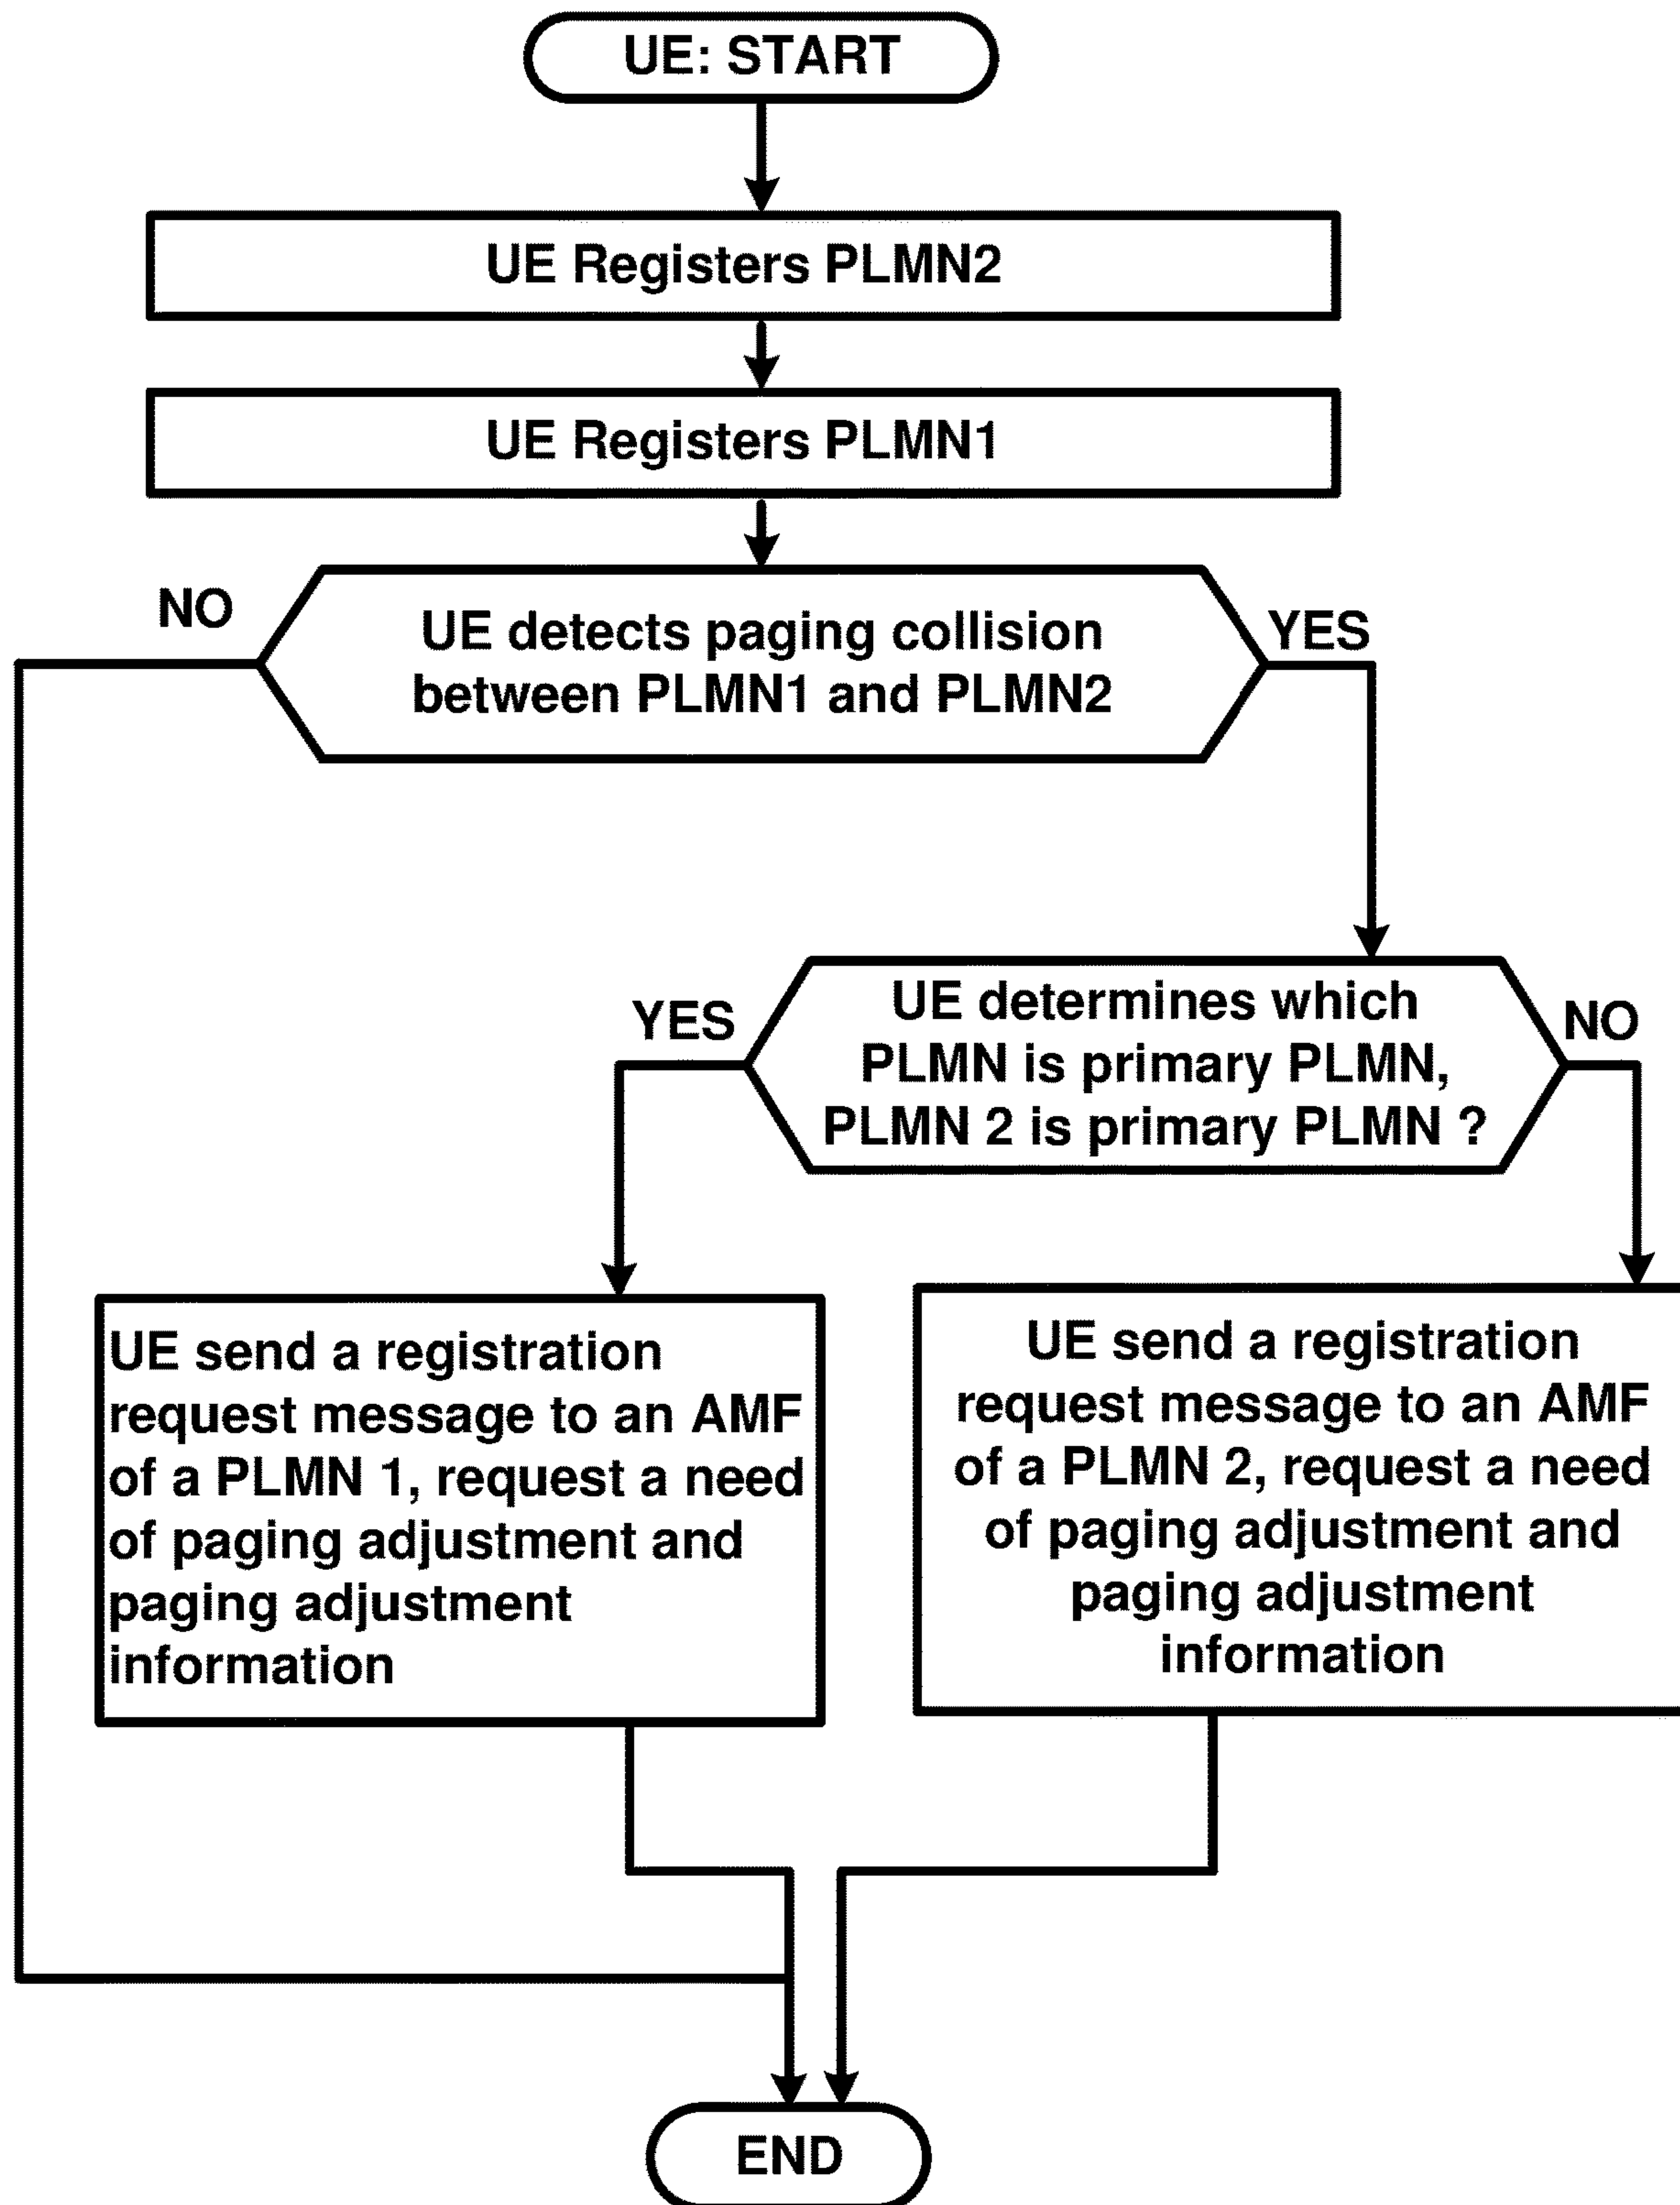 UE: START
UE Registers PLMN2
UE Registers PLMN1
NO
UE detects paging collision
between PLMN1 and PLMN2
YES
YES
UE determines which
PLMN is primary PLMN,
PLMN 2 is primary PLMN ?
NO
UE send a registration
request message to an AMF
of a PLMN 1, request a need
of paging adjustment and
paging adjustment
information
UE send a registration
request message to an AMF
of a PLMN 2, request a need
of paging adjustment and
paging adjustment
information
END